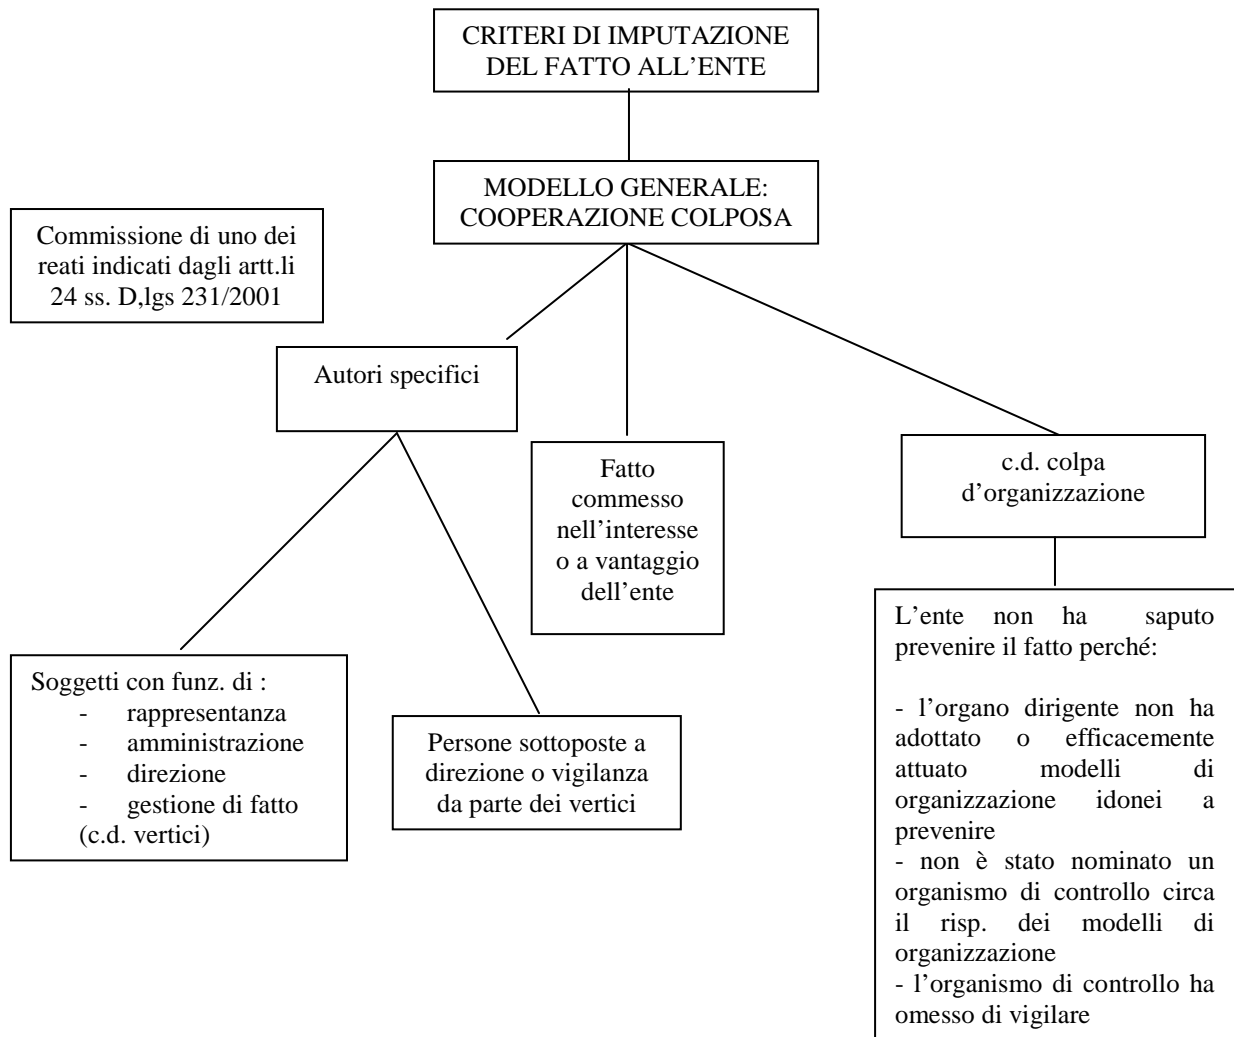 CRITERI DI IMPUTAZIONE
DEL FATTO ALL’ENTE
MODELLO GENERALE:
COOPERAZIONE COLPOSA
Commissione di uno dei
reati indicati dagli artt.li
24 ss. D,lgs 231/2001
Autori specifici
Fatto
commesso
nell’interesse
o a vantaggio
dell’ente
c.d. colpa
d’organizzazione
Soggetti con funz. di :
- rappresentanza
- amministrazione
- direzione
- gestione di fatto
(c.d. vertici)
Persone sottoposte a
direzione o vigilanza
da parte dei vertici
L’ente non ha saputo
prevenire il fatto perché:
- l’organo dirigente non ha
adottato o efficacemente
attuato modelli di
organizzazione idonei a
prevenire
- non è stato nominato un
organismo di controllo circa
il risp. dei modelli di
organizzazione
- l’organismo di controllo ha
omesso di vigilare